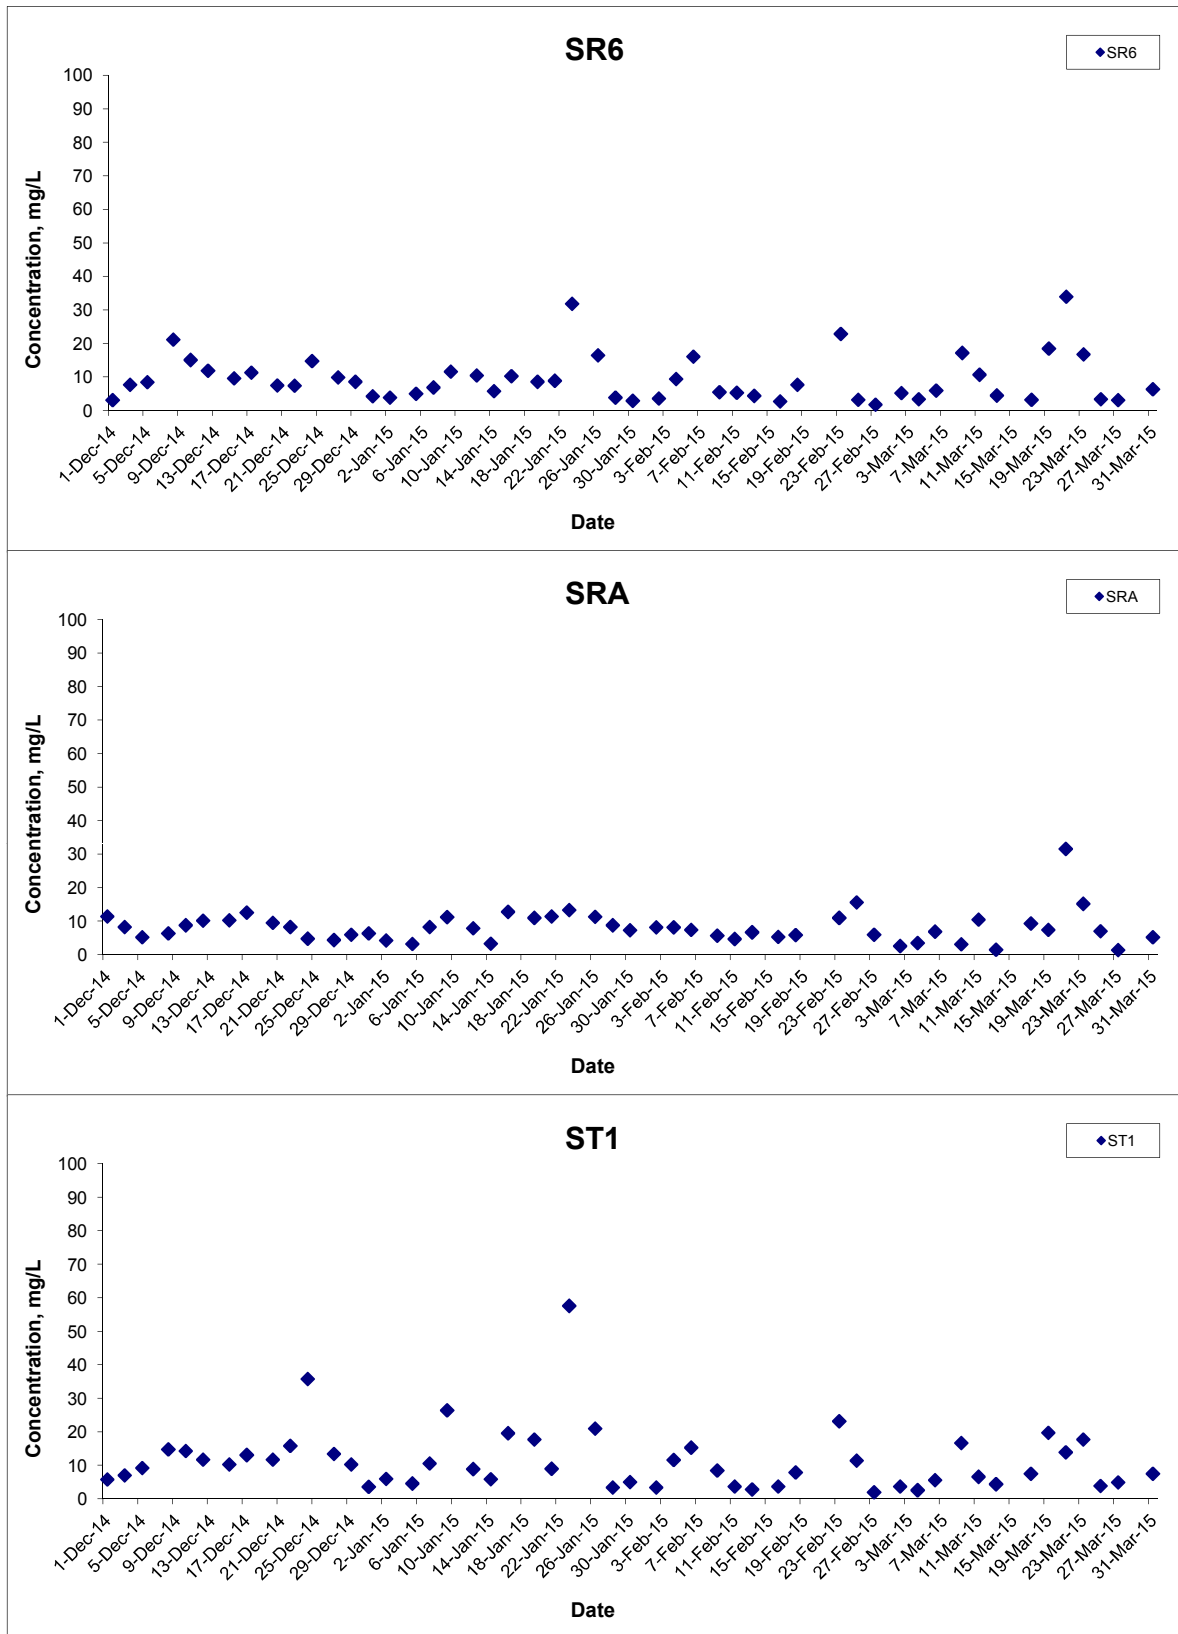 SR6
SR6
100
90
80
70
60
50
40
30
20
10
0
Concentration, mg/L
1-Dec-14
5-Dec-14
9-Dec-14
13-Dec-14
17-Dec-14
21-Dec-14
25-Dec-14
29-Dec-14
2-Jan-15
6-Jan-15
10-Jan-15
14-Jan-15
18-Jan-15
22-Jan-15
26-Jan-15
30-Jan-15
3-Feb-15
7-Feb-15
11-Feb-15
15-Feb-15
19-Feb-15
23-Feb-15
27-Feb-15
3-Mar-15
7-Mar-15
11-Mar-15
15-Mar-15
19-Mar-15
23-Mar-15
27-Mar-15
31-Mar-15
Date
SRA
SRA
100
90
80
70
60
50
40
30
20
10
0
Concentration, mg/L
1-Dec-14
5-Dec-14
9-Dec-14
13-Dec-14
17-Dec-14
21-Dec-14
25-Dec-14
29-Dec-14
2-Jan-15
6-Jan-15
10-Jan-15
14-Jan-15
18-Jan-15
22-Jan-15
26-Jan-15
30-Jan-15
3-Feb-15
7-Feb-15
11-Feb-15
15-Feb-15
19-Feb-15
23-Feb-15
27-Feb-15
3-Mar-15
7-Mar-15
11-Mar-15
15-Mar-15
19-Mar-15
23-Mar-15
27-Mar-15
31-Mar-15
Date
ST1
ST1
100
90
80
70
60
50
40
30
20
10
0
Concentration, mg/L
1-Dec-14
5-Dec-14
9-Dec-14
13-Dec-14
17-Dec-14
21-Dec-14
25-Dec-14
29-Dec-14
2-Jan-15
6-Jan-15
10-Jan-15
14-Jan-15
18-Jan-15
22-Jan-15
26-Jan-15
30-Jan-15
3-Feb-15
7-Feb-15
11-Feb-15
15-Feb-15
19-Feb-15
23-Feb-15
27-Feb-15
3-Mar-15
7-Mar-15
11-Mar-15
15-Mar-15
19-Mar-15
23-Mar-15
27-Mar-15
31-Mar-15
Date